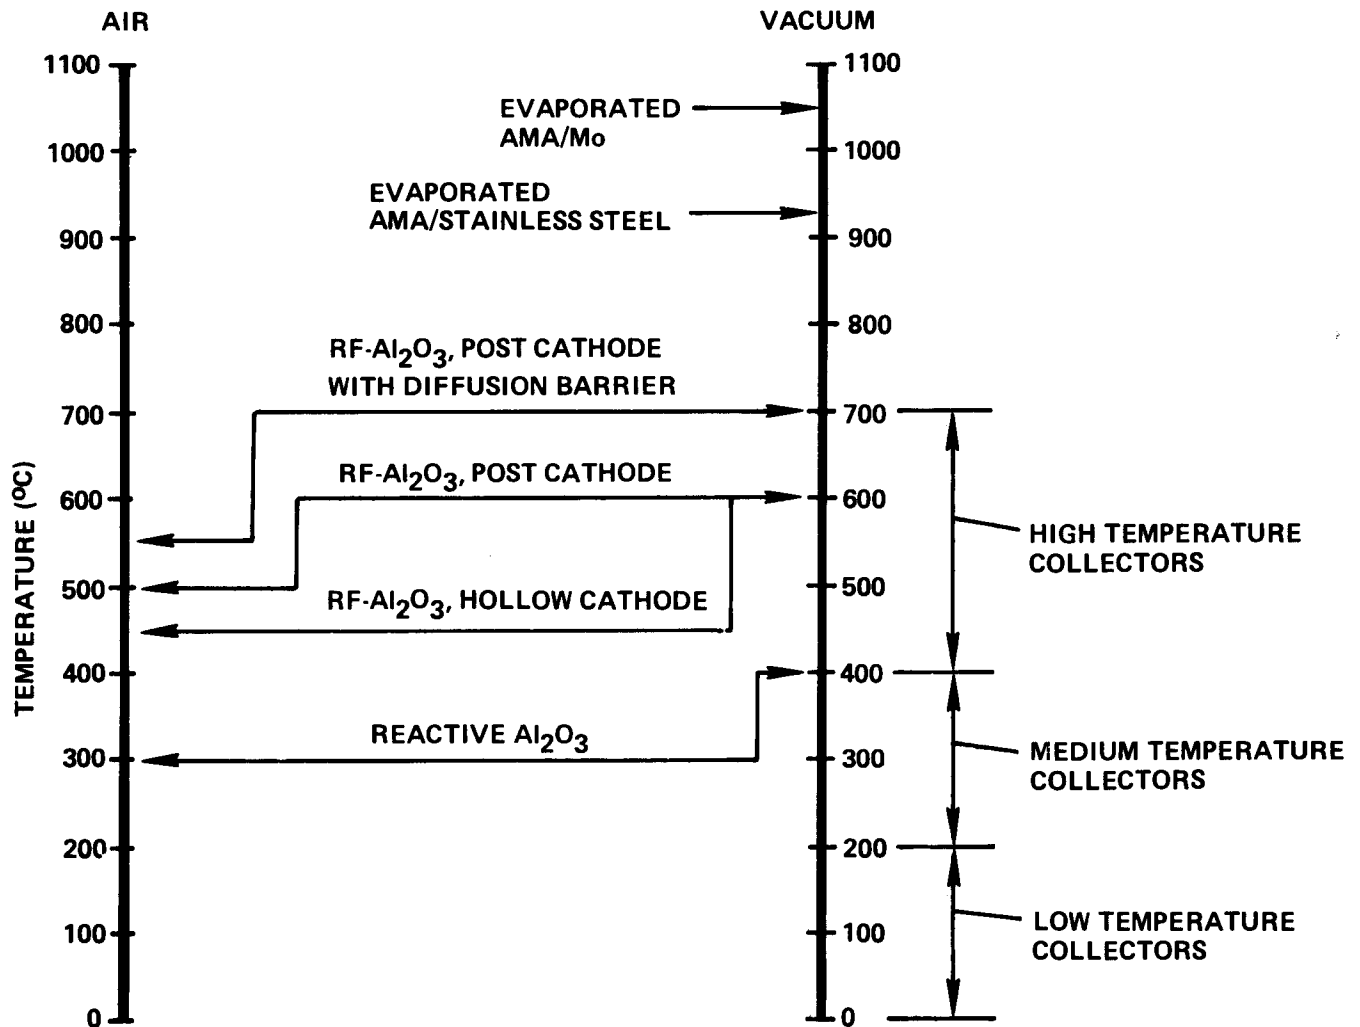 AIR
VACUUM
1100
1100
EVAPORATED
AMA/Mo
1000
1000
EVAPORATED
AMA/STAINLESS STEEL
900
900
800
800
RF-Al2O3, POST CATHODE
WITH DIFFUSION BARRIER
700
700
RF-Al2O3, POST CATHODE
600
600
HIGH TEMPERATURE
COLLECTORS
500
500
RF-Al2O3, HOLLOW CATHODE
TEMPERATURE (ºC)
400
400
REACTIVE Al2O3
300
300
MEDIUM TEMPERATURE
COLLECTORS
200
200
100
100
LOW TEMPERATURE
COLLECTORS
0
0